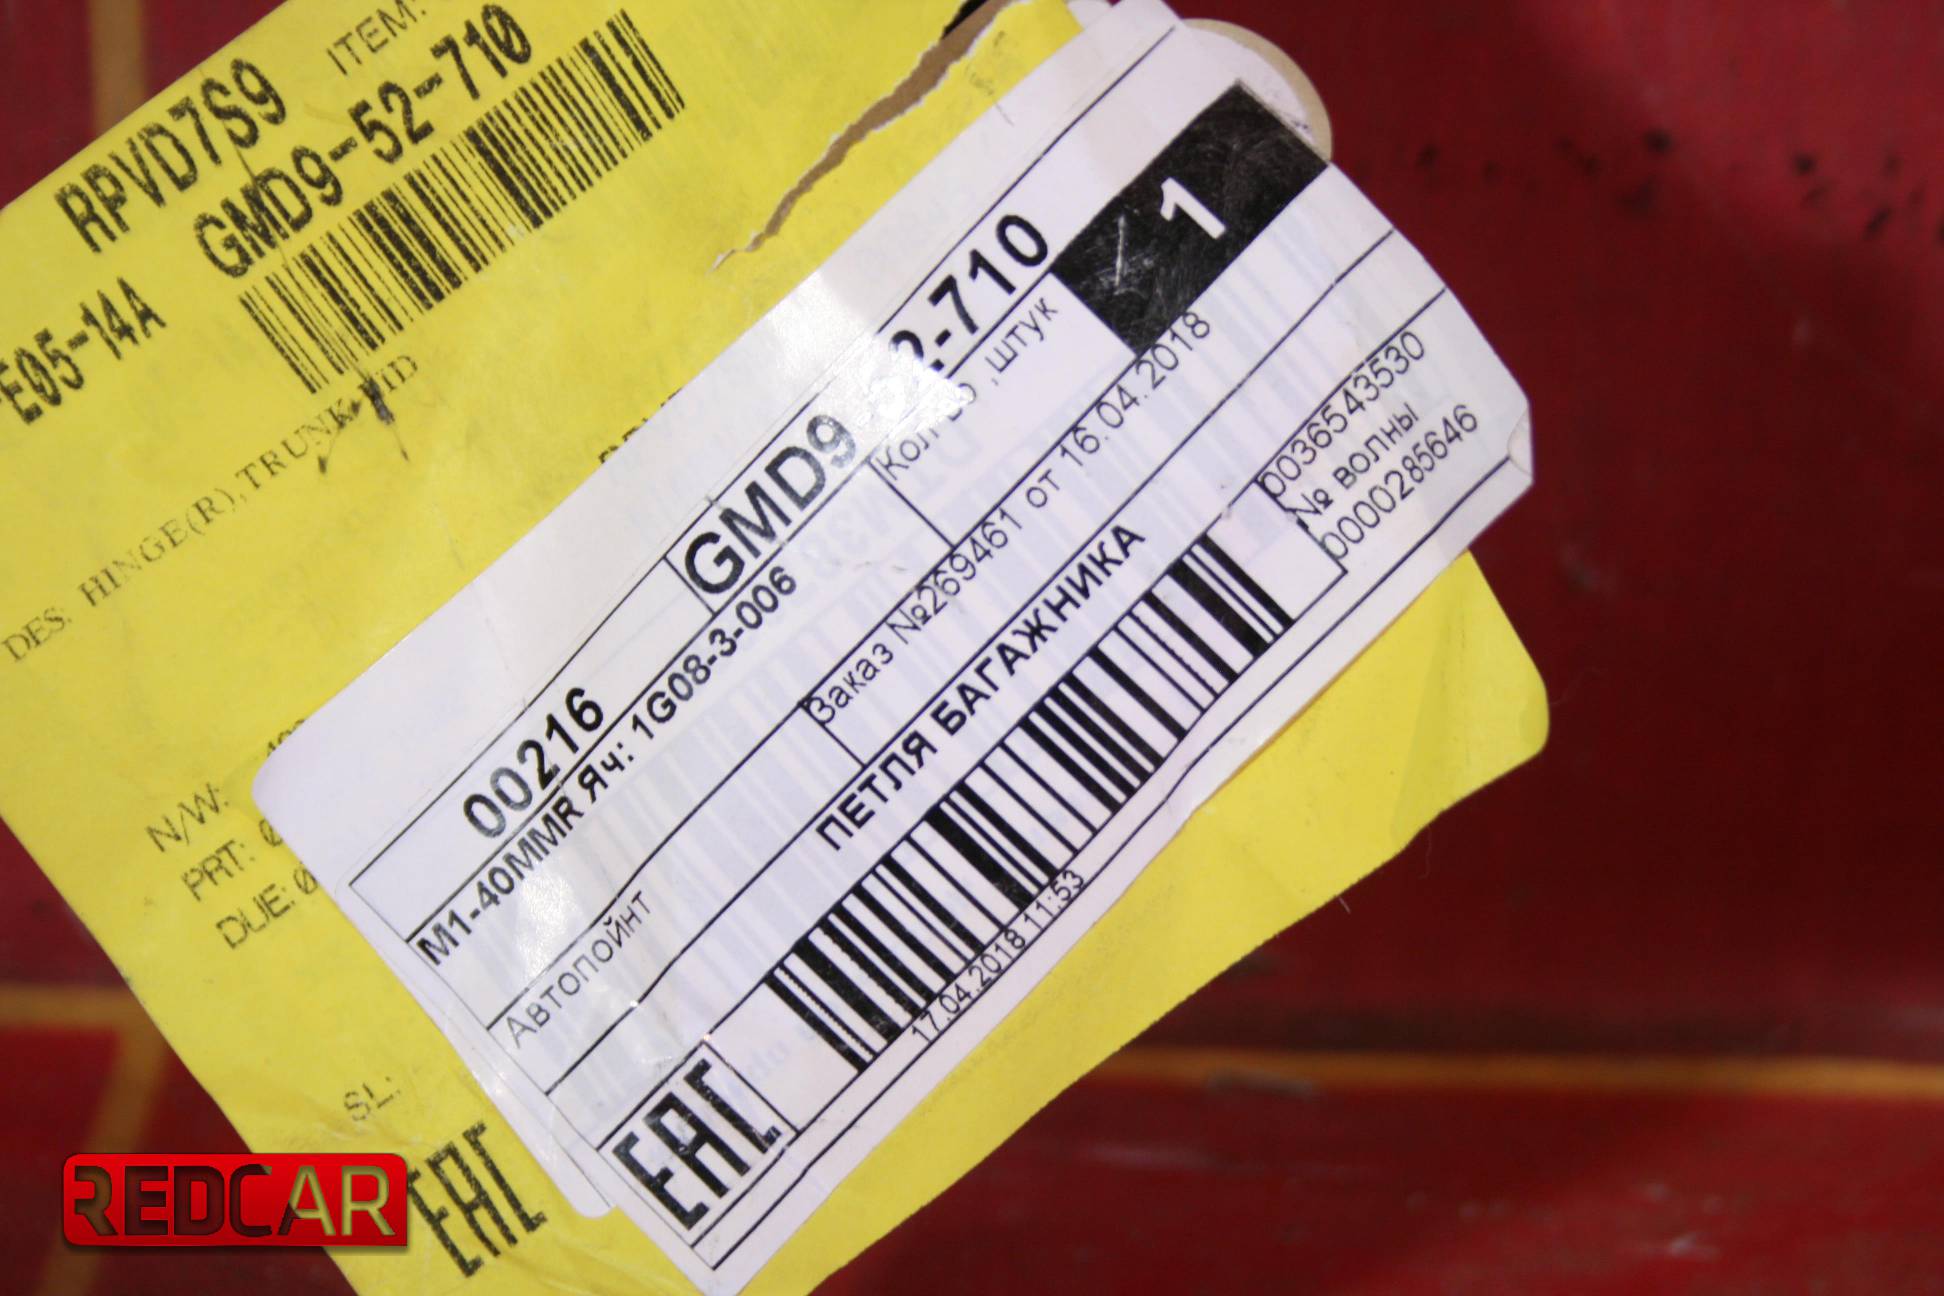 ITEM:
RPVD7S9
GMD9-52-710
E05-14A
DES: HINGE(R),TRUNK LID
N/W:
PRT:
DUE:
SL:
EAC
00216
GMD9 2-710
1
М1-40MMR Яч: 1G08-3-006
Кол-во ,штук
Автопойнт
Заказ №269461 от 16.04.2018
ПЕТЛЯ БАГАЖНИКА
0036543530
№ волны
0000285646
17.04.2018 11:53
EAC
REDCAR